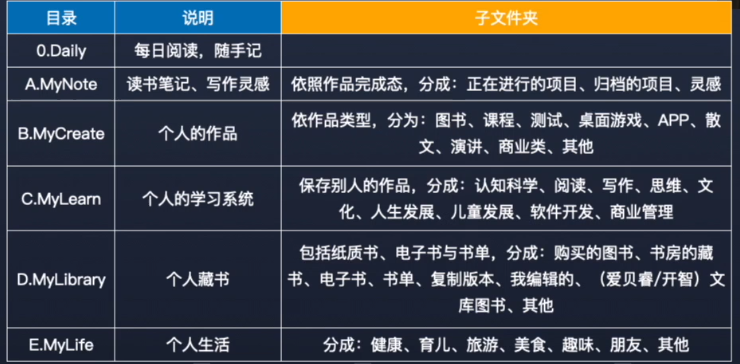 目录 说明 子文件夹
0.Daily 每日阅读，随手记
A.MyNote 读书笔记、写作灵感 依照作品完成态，分成：正在进行的项目、归档的项目、灵感
B.MyCreate 个人的作品 依作品类型，分为：图书、课程、测试、桌面游戏、APP、散
文、演讲、商业类、其他
C.MyLearn 个人的学习系统 保存别人的作品，分成：认知科学、阅读、写作、思维、文
化、人生发展、儿童发展、软件开发、商业管理
D.MyLibrary 个人藏书 包括纸质书、电子书与书单，分成：购买的图书、书房的藏
书、电子书、书单、复制版本、我编辑的、（爱贝睿/开智）文
库图书、其他
E.MyLife 个人生活 分成：健康、育儿、旅游、美食、趣味、朋友、其他